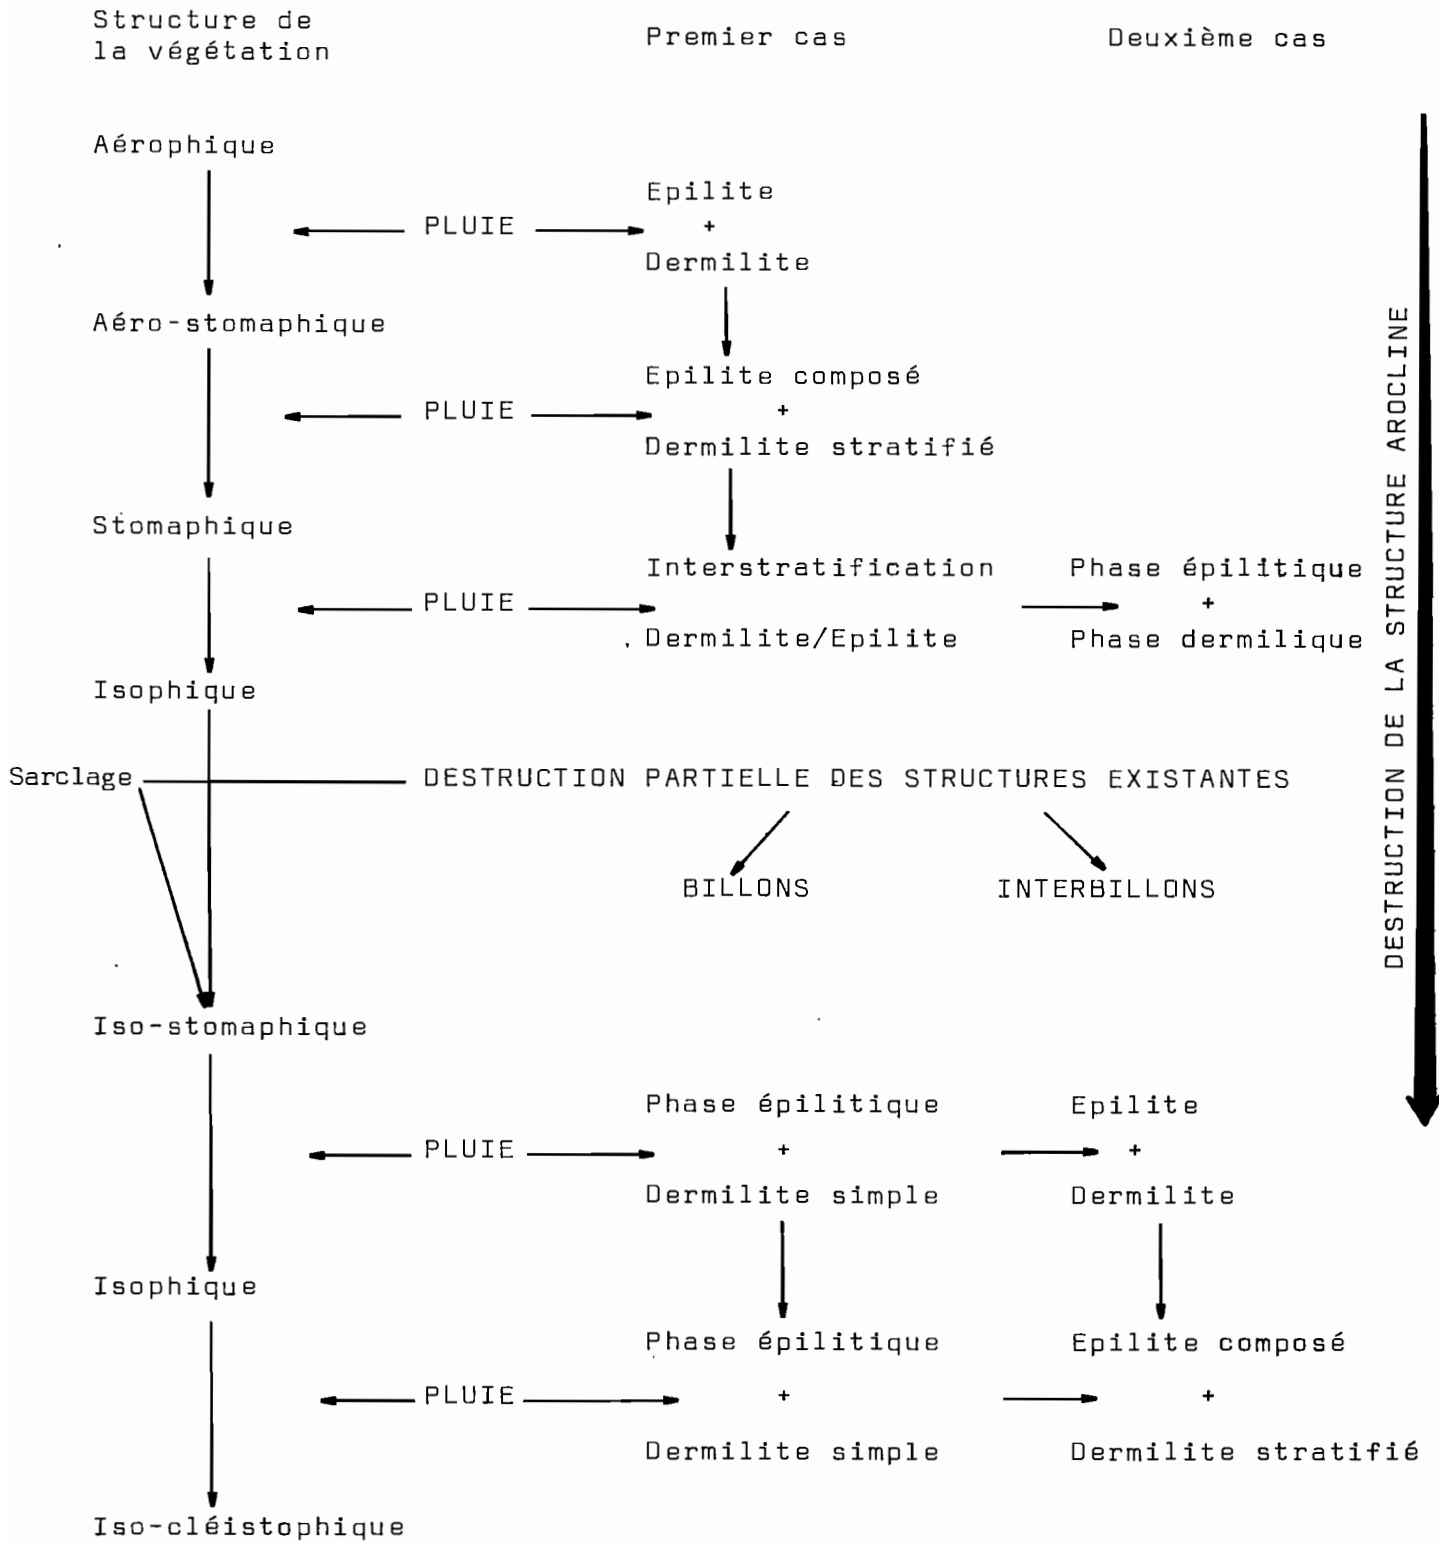 Structure de
la végétation
Premier cas
Deuxième cas
Aérophique
Epilite
PLUIE
+
Dermilite
Aéro-stomaphique
Epilite composé
PLUIE
+
Dermilite stratifié
Stomaphique
Interstratification
Phase épilitique
PLUIE
+
Dermilite/Epilite
Phase dermilique
Isophique
Sarclage
DESTRUCTION PARTIELLE DES STRUCTURES EXISTANTES
BILLONS
INTERBILLONS
Iso-stomaphique
Phase épilitique
Epilite
PLUIE
+
+
Dermilite simple
Dermilite
Isophique
Phase épilitique
Epilite composé
PLUIE
+
+
Dermilite simple
Dermilite stratifié
Iso-cléistophique
DESTRUCTION DE LA STRUCTURE AROCLINE